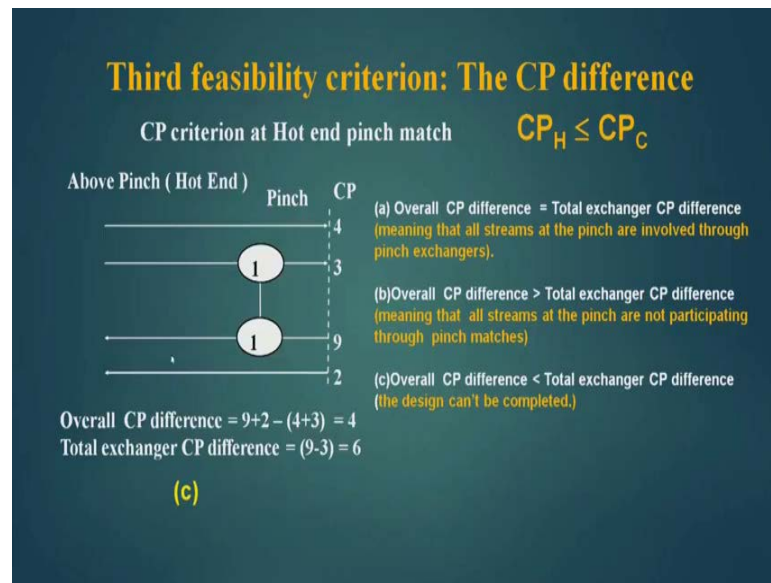 Third feasibility criterion: The CP difference
CP criterion at Hot end pinch match
CPH ≤ CPC
Above Pinch ( Hot End )
Pinch
CP
4
1
3
1
9
2
Overall CP difference = 9+2 – (4+3) = 4
Total exchanger CP difference = (9-3) = 6
(c)
(a) Overall CP difference = Total exchanger CP difference
(meaning that all streams at the pinch are involved through
pinch exchangers).
(b)Overall CP difference > Total exchanger CP difference
(meaning that all streams at the pinch are not participating
through pinch matches)
(c)Overall CP difference < Total exchanger CP difference
(the design can't be completed.)